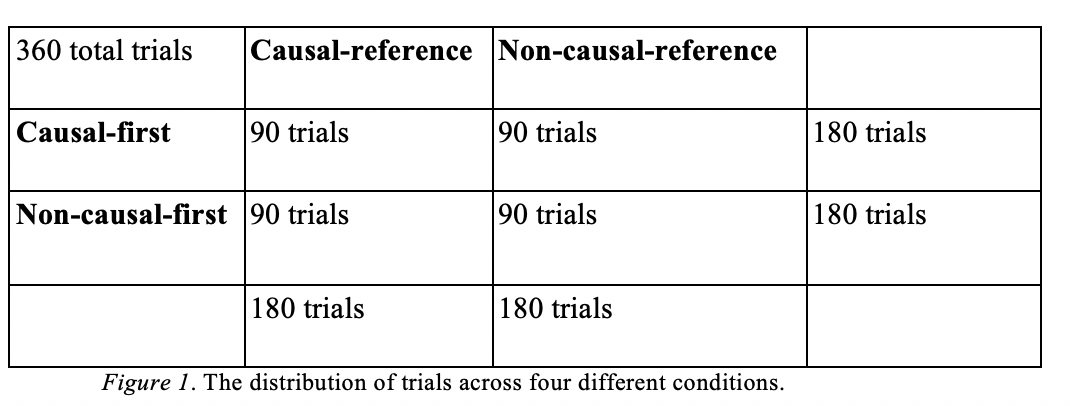 360 total trials Causal-reference Non-causal-reference
Causal-first 90 trials 90 trials 180 trials
Non-causal-first 90 trials 90 trials 180 trials
180 trials 180 trials
Figure 1. The distribution of trials across four different conditions.